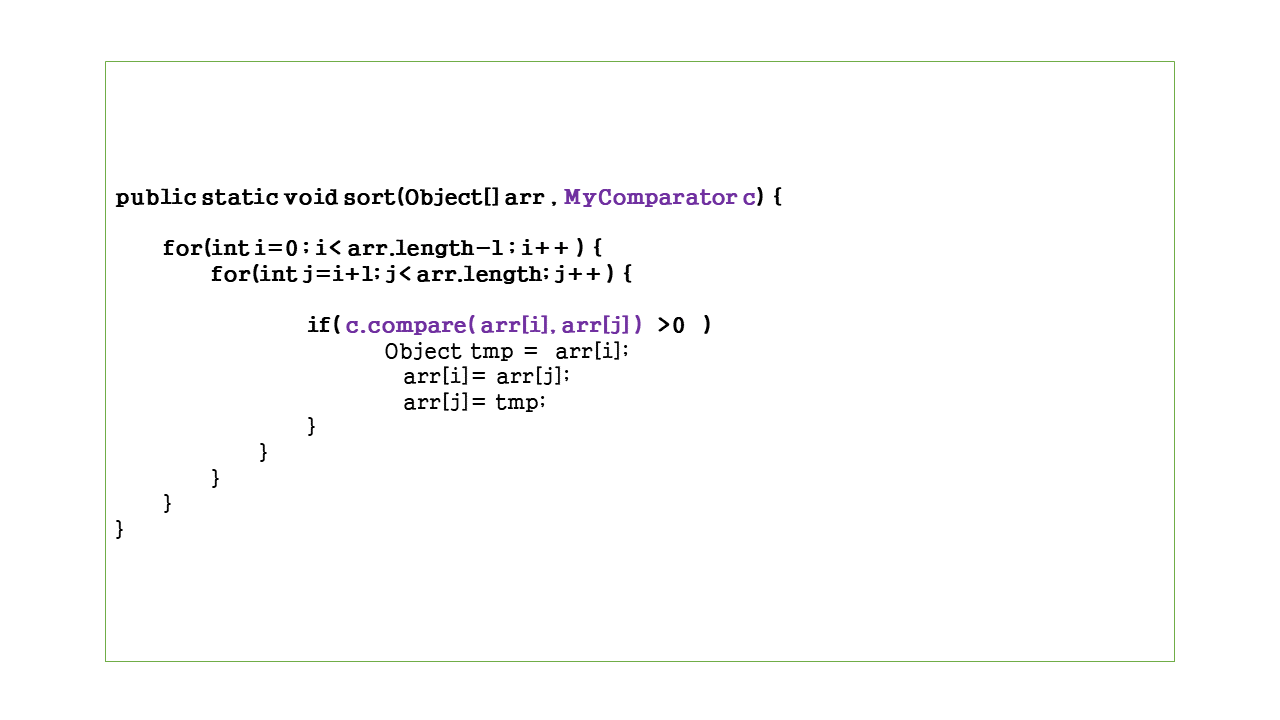 public static void sort(Object[] arr , MyComparator c) {
for(int i=0; i< arr.length-1; i++ ) {
for(int j=i+1; j< arr.length; j++ ) {
if( c.compare( arr[i], arr[j] ) >0 )
Object tmp = arr[i];
arr[i]= arr[j];
arr[j]= tmp;
}
}
}
}
}